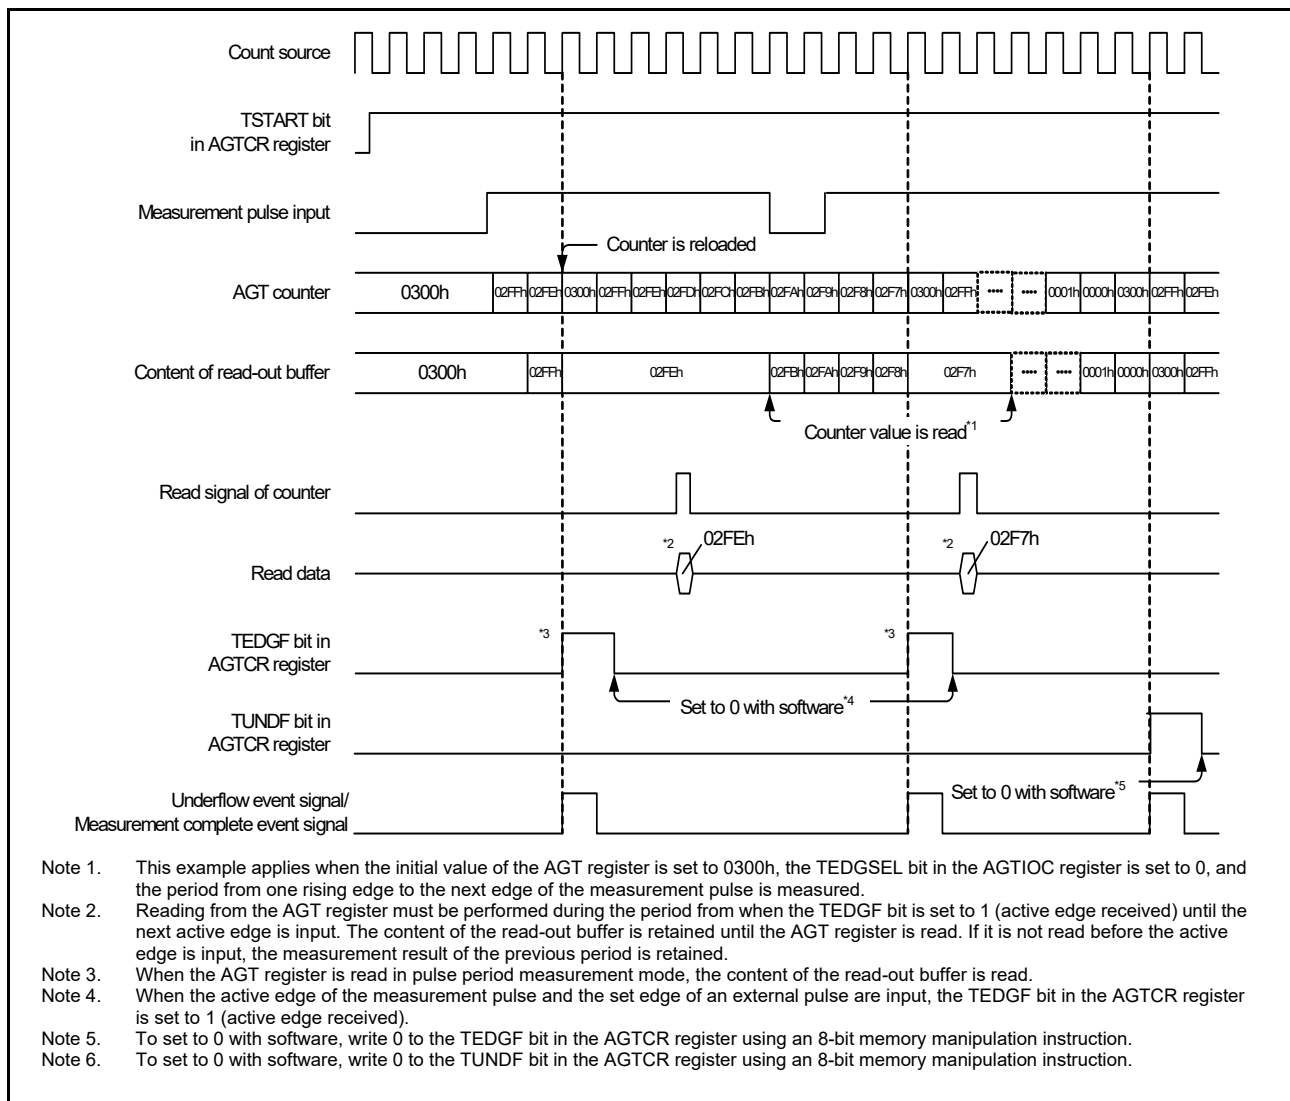 Count source
TSTART bit
in AGTCR register
Measurement pulse input
Counter is reloaded
AGT counter
0300h 02FFh 02FEh 0300h 02FFh 02FEh 02FDh 02FCh 02FBh 02FAh 02F9h 02F8h 02F7h 0300h 02FFh •••• •••• 0001h 0000h 0300h 02FFh 02FEh
Content of read-out buffer
0300h 02FFh 02FEh 02FBh 02FAh 02F9h 02F8h 02F7h •••• •••• 0001h 0000h 0300h 02FFh
Counter value is read*1
Read signal of counter
*2 02FEh *2 02F7h
Read data
*3 *3
TEDGF bit in
AGTCR register
Set to 0 with software*4
TUNDF bit in
AGTCR register
Set to 0 with software*5
Underflow event signal/
Measurement complete event signal
Note 1. This example applies when the initial value of the AGT register is set to 0300h, the TEDGSEL bit in the AGTIOC register is set to 0, and
the period from one rising edge to the next edge of the measurement pulse is measured.
Note 2. Reading from the AGT register must be performed during the period from when the TEDGF bit is set to 1 (active edge received) until the
next active edge is input. The content of the read-out buffer is retained until the AGT register is read. If it is not read before the active
edge is input, the measurement result of the previous period is retained.
Note 3. When the AGT register is read in pulse period measurement mode, the content of the read-out buffer is read.
Note 4. When the active edge of the measurement pulse and the set edge of an external pulse are input, the TEDGF bit in the AGTCR register
is set to 1 (active edge received).
Note 5. To set to 0 with software, write 0 to the TEDGF bit in the AGTCR register using an 8-bit memory manipulation instruction.
Note 6. To set to 0 with software, write 0 to the TUNDF bit in the AGTCR register using an 8-bit memory manipulation instruction.